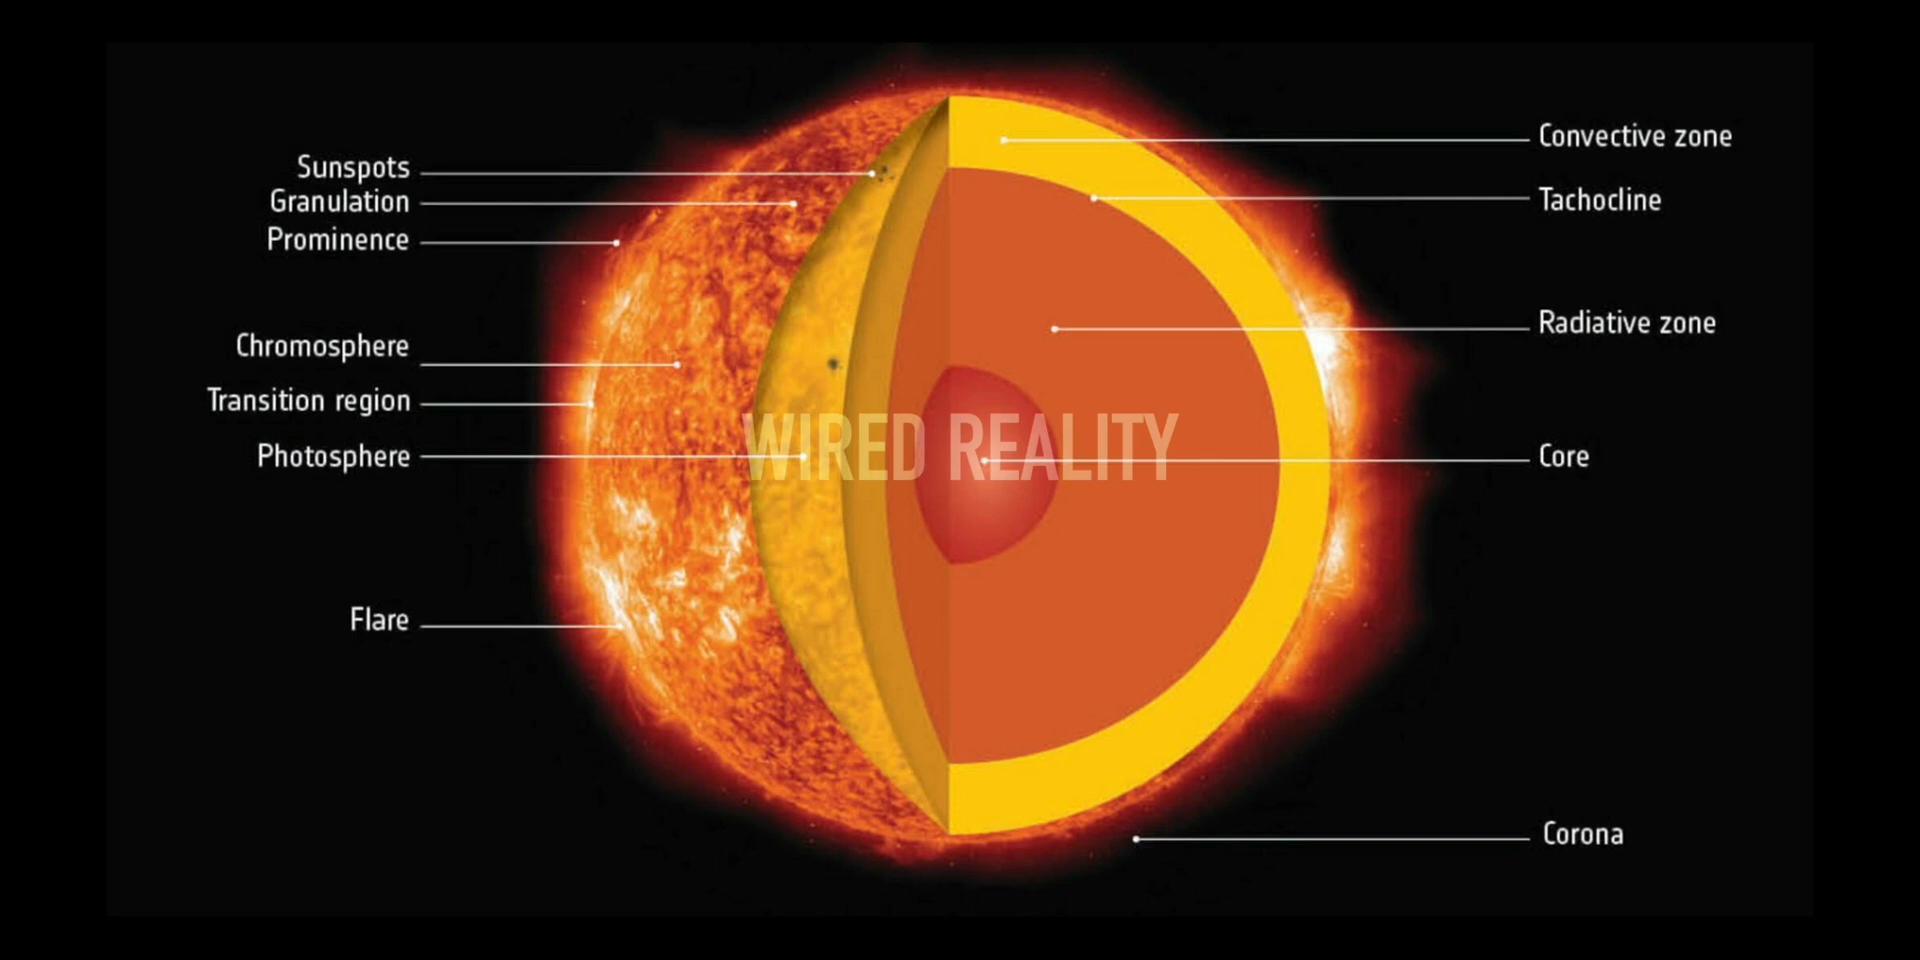 Sunspots
Granulation
Prominence
Chromosphere
Transition region
Photosphere
Flare
WIRED REALITY
Convective zone
Tachocline
Radiative zone
Core
Corona